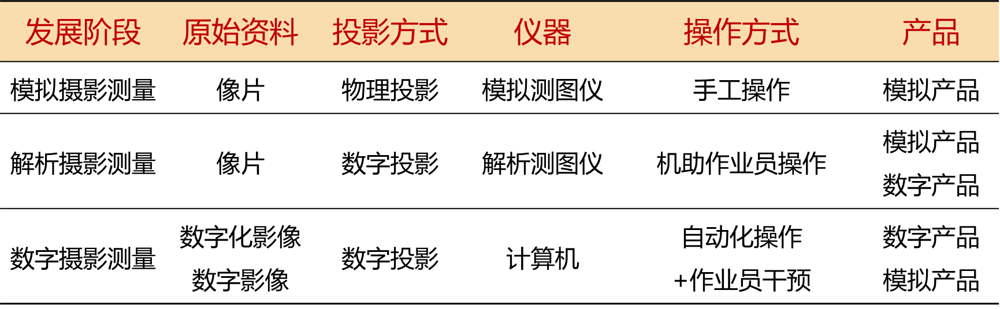 发展阶段 原始资料 投影方式 仪器 操作方式 产品
模拟摄影测量 像片 物理投影 模拟测图仪 手工操作 模拟产品
解析摄影测量 像片 数字投影 解析测图仪 机助作业员操作 模拟产品
数字产品
数字摄影测量 数字化影像 数字投影 计算机 自动化操作 数字产品
数字影像 +作业员干预 模拟产品